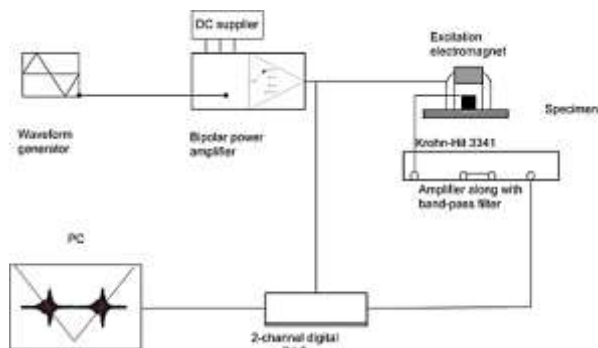 DC supplier
Excitation
electromagnet
Specimen
Waveform
generator
Bipolar power
amplifier
Krohn-Hill 3341
Amplifier along with
band-pass filter
PC
2-channel digital